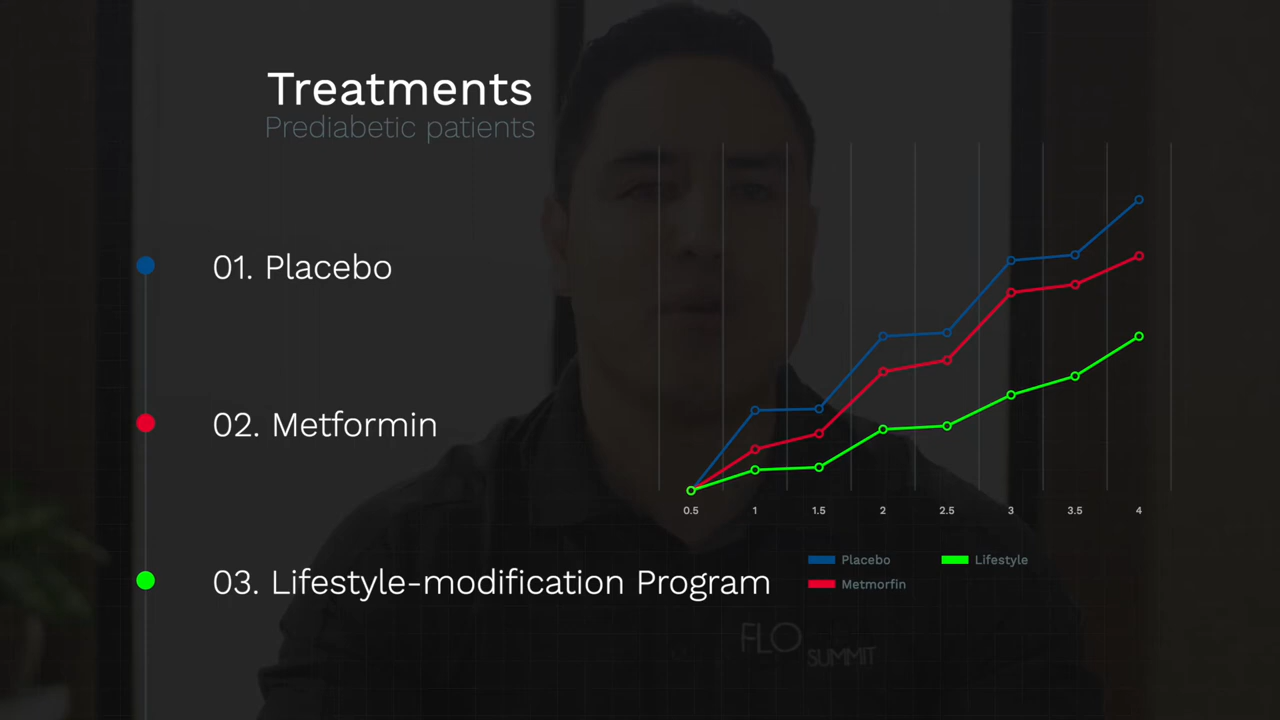 Treatments
Prediabetic patients
01. Placebo
02. Metformin
03. Lifestyle-modification Program
0.5 1 1.5 2 2.5 3 3.5 4
Placebo Lifestyle
Metmorfin
FLO
SUMMIT